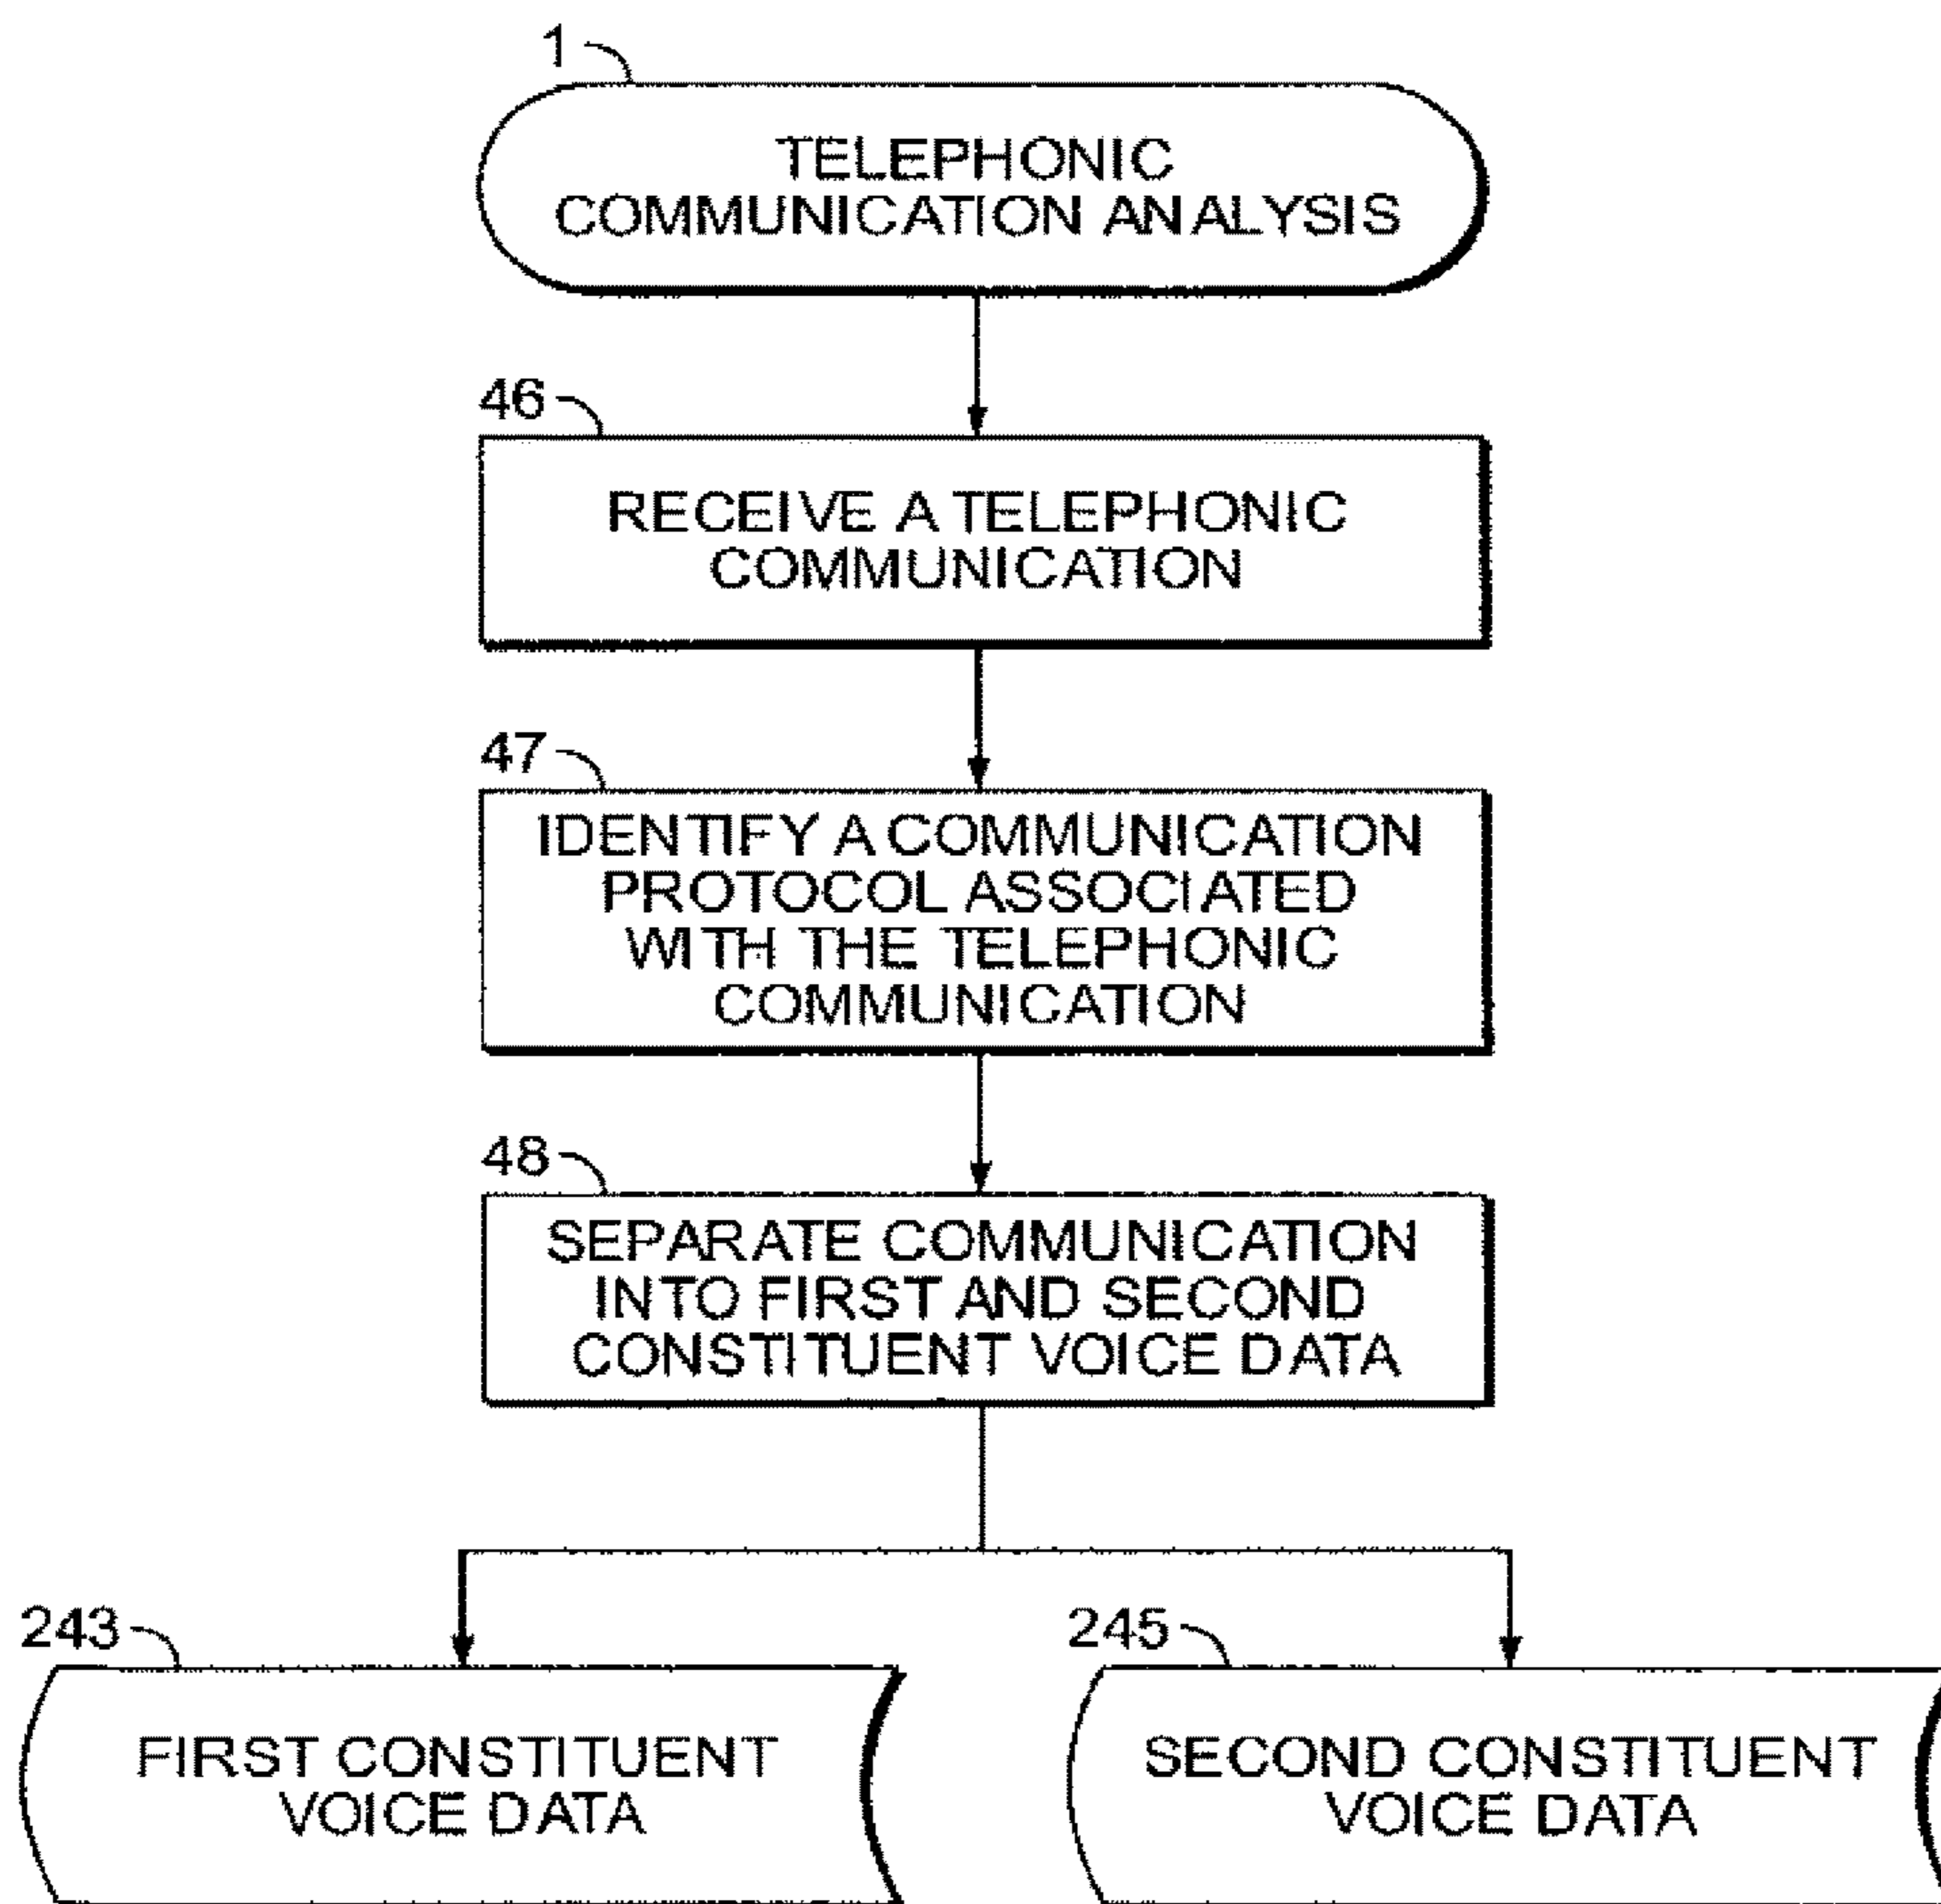 1
TELEPHONIC
COMMUNICATION ANALYSIS
46
RECEIVE A TELEPHONIC
COMMUNICATION
47
IDENTIFY A COMMUNICATION
PROTOCOL ASSOCIATED
WITH THE TELEPHONIC
COMMUNICATION
48
SEPARATE COMMUNICATION
INTO FIRST AND SECOND
CONSTITUENT VOICE DATA
243
FIRST CONSTITUENT
VOICE DATA
245
SECOND CONSTITUENT
VOICE DATA